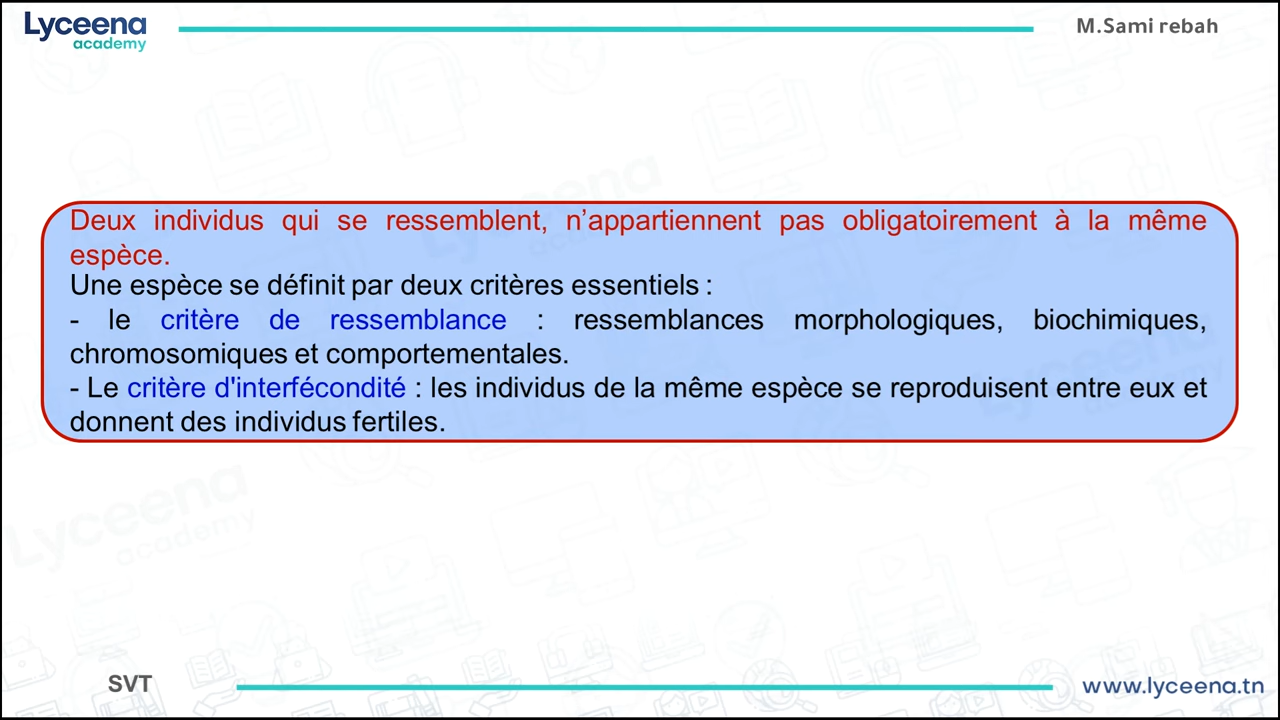 Lyceena
academy
M.Sami rebah
Deux individus qui se ressemblent, n’appartiennent pas obligatoirement à la même
espèce.
Une espèce se définit par deux critères essentiels :
- le critère de ressemblance : ressemblances morphologiques, biochimiques,
chromosomiques et comportementales.
- Le critère d'interfécondité : les individus de la même espèce se reproduisent entre eux et
donnent des individus fertiles.
Lyceena
academy
SVT
www.lyceena.tn